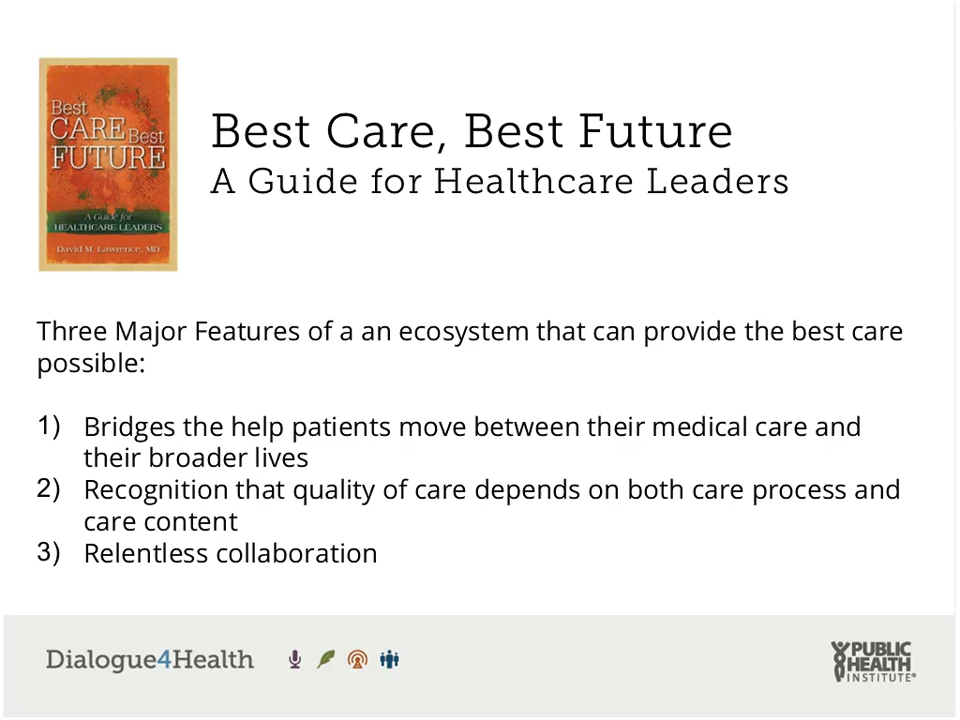 Best
CARE Best
FUTURE
A Guide for
HEALTHCARE LEADERS
David M. Lawrence, MD
Best Care, Best Future
A Guide for Healthcare Leaders
Three Major Features of a an ecosystem that can provide the best care
possible:
1) Bridges the help patients move between their medical care and
their broader lives
2) Recognition that quality of care depends on both care process and
care content
3) Relentless collaboration
Dialogue4Health
PUBLIC
HEALTH
INSTITUTE®